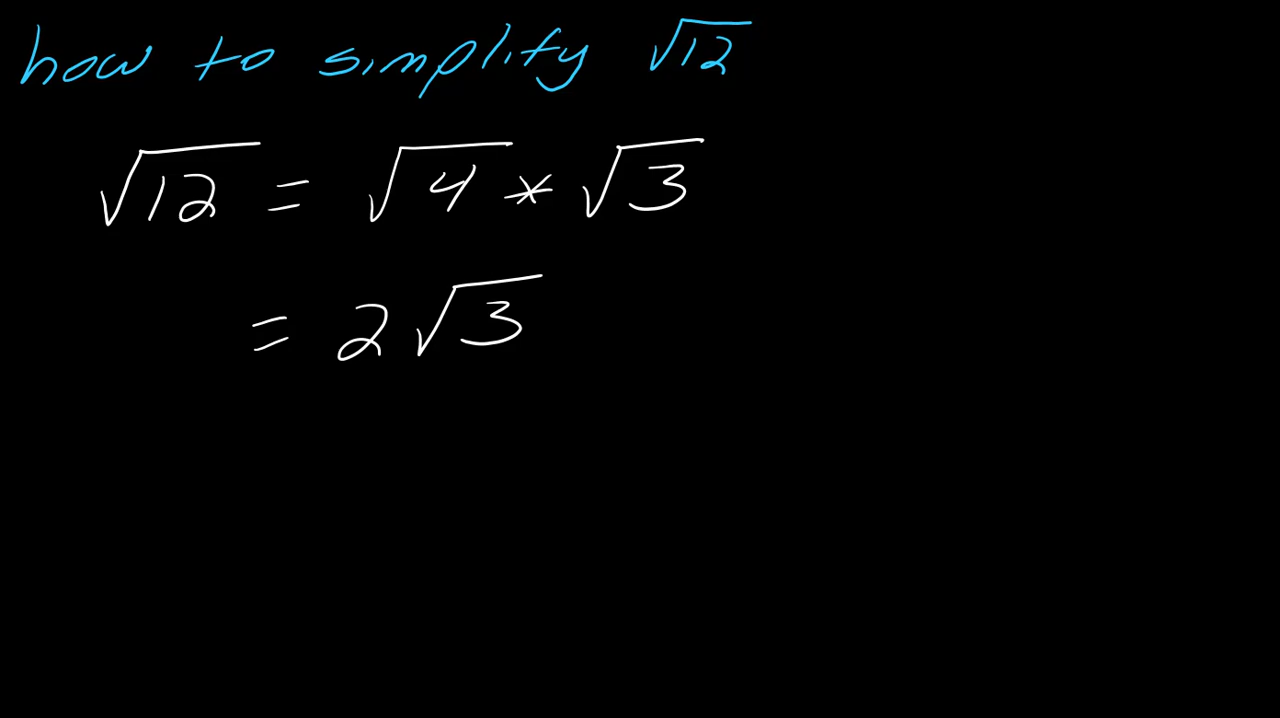 how to simplify √12
√12 = √4 * √3
= 2√3